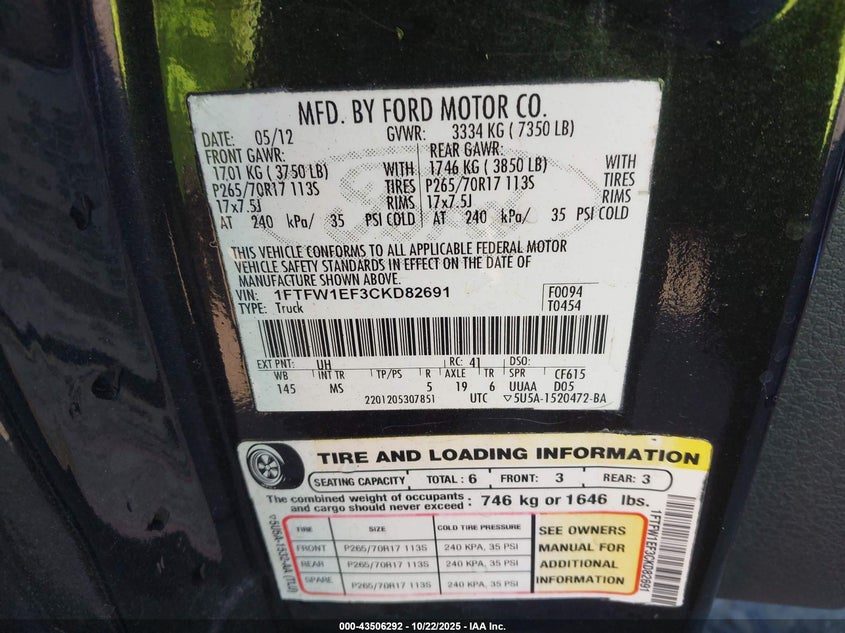 MFD. BY FORD MOTOR CO.
DATE: 05/12 GVWR: 3334 KG ( 7350 LB)
FRONT GAWR: REAR GAWR:
1701 KG ( 3750 LB) WITH 1746 KG ( 3850 LB) WITH
P265/70R17 113S TIRES P265/70R17 113S TIRES
17x7.5J RIMS 17x7.5J RIMS
AT 240 kPa/ 35 PSI COLD AT 240 kPa/ 35 PSI COLD
THIS VEHICLE CONFORMS TO ALL APPLICABLE FEDERAL MOTOR
VEHICLE SAFETY STANDARDS IN EFFECT ON THE DATE OF
MANUFACTURE SHOWN ABOVE.
VIN: 1FTFW1EF3CKD82691 F0094
TYPE: Truck T0454
EXT PNT: UH RC: 41 DSO:
WB INT TR TP/PS R AXLE TR SPR CF615
145 MS 5 19 6 UUAA D05
2201205307851 UTC ▽5U5A-1520472-BA
TIRE AND LOADING INFORMATION
SEATING CAPACITY TOTAL : 6 FRONT: 3 REAR: 3
The combined weight of occupants and cargo should never exceed : 746 kg or 1646 lbs.
TIRE SIZE COLD TIRE PRESSURE
FRONT P265/70R17 113S 240 KPA, 35 PSI
REAR P265/70R17 113S 240 KPA, 35 PSI
SPARE P265/70R17 113S 240 KPA, 35 PSI
SEE OWNERS
MANUAL FOR
ADDITIONAL
INFORMATION
▽5U5A-1532-AA (TLU)
1FTFW1EF3CKD82691
000-43506292 - 10/22/2025 - IAA Inc.